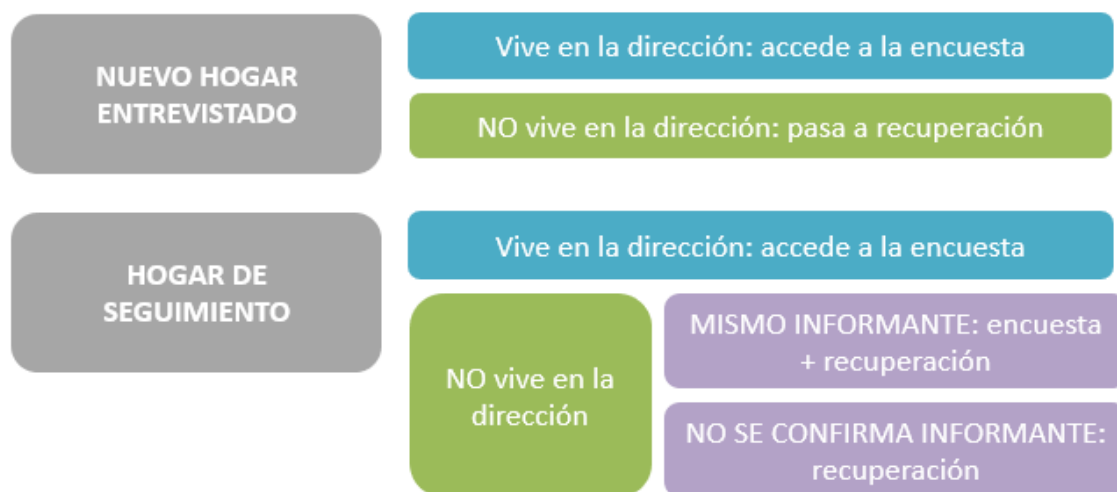 NUEVO HOGAR
ENTREVISTADO
Vive en la dirección: accede a la encuesta
NO vive en la dirección: pasa a recuperación
HOGAR DE
SEGUIMIENTO
Vive en la dirección: accede a la encuesta
NO vive en la
dirección
MISMO INFORMANTE: encuesta
+ recuperación
NO SE CONFIRMA INFORMANTE:
recuperación